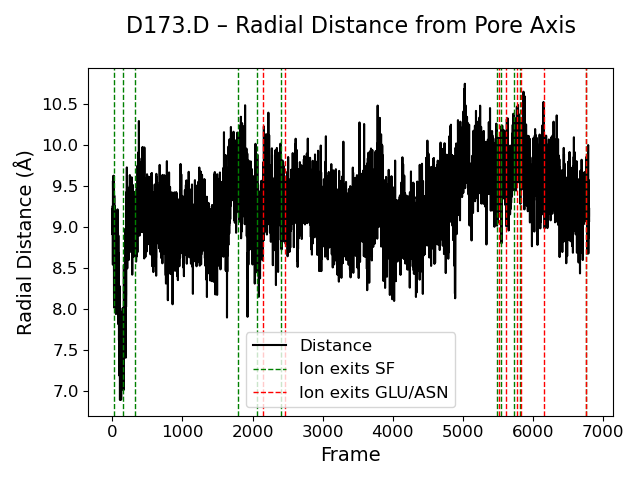 D173.D – Radial Distance from Pore Axis
Radial Distance (Å)
10.5
10.0
9.5
9.0
8.5
8.0
7.5
7.0
Distance
Ion exits SF
Ion exits GLU/ASN
0 1000 2000 3000 4000 5000 6000 7000
Frame